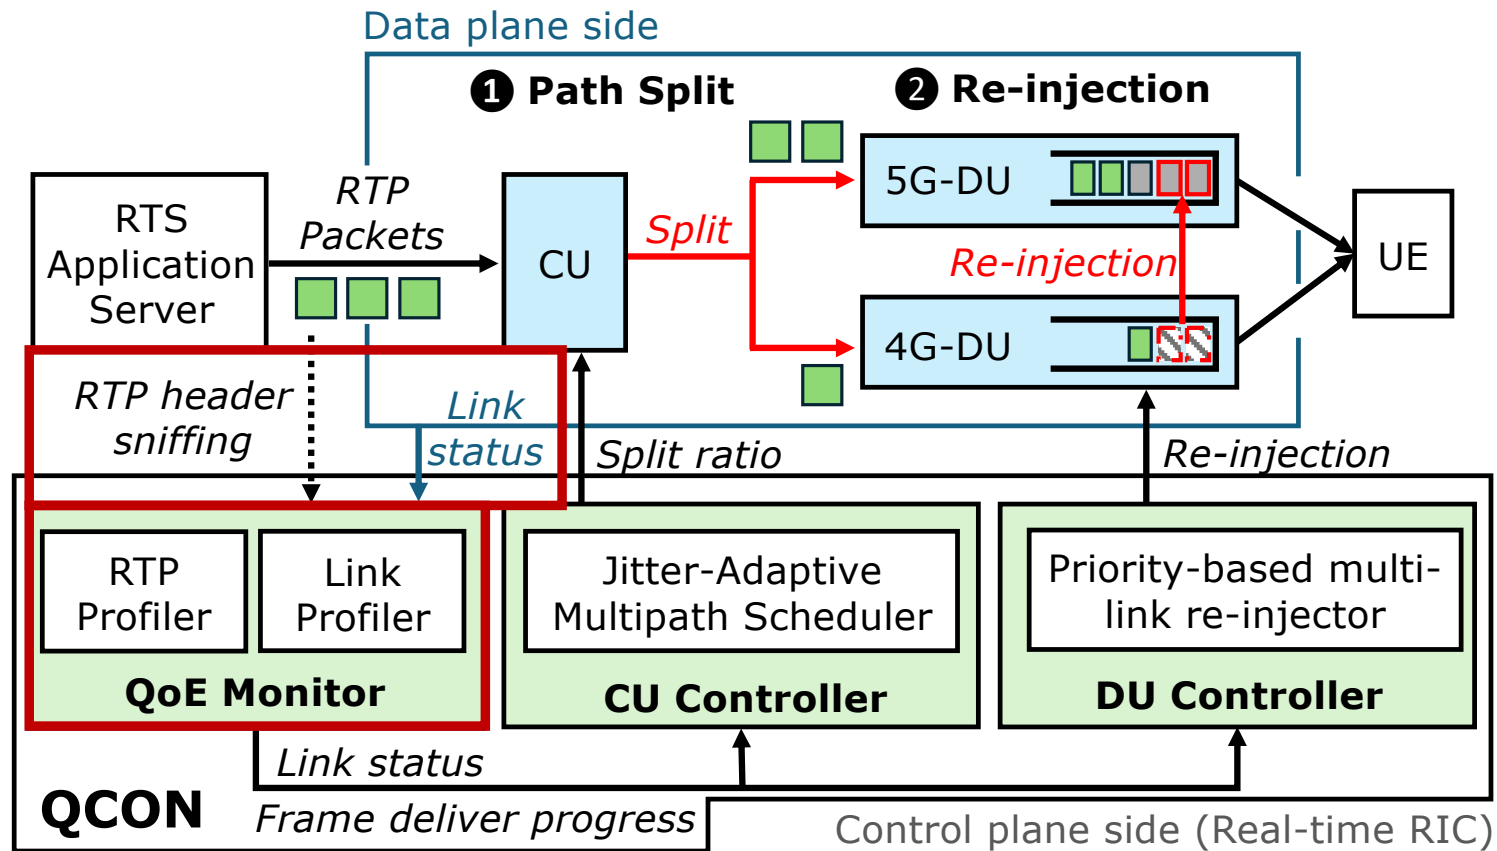 Data plane side
❶ Path Split
❷ Re-injection
RTS
Application
Server
RTP
Packets
CU
Split
5G-DU
Re-injection
4G-DU
UE
RTP header
sniffing
Link
status
Split ratio
Re-injection
RTP
Profiler
Link
Profiler
QoE Monitor
Jitter-Adaptive
Multipath Scheduler
CU Controller
Priority-based multi-
link re-injector
DU Controller
Link status
Frame deliver progress
QCON
Control plane side (Real-time RIC)